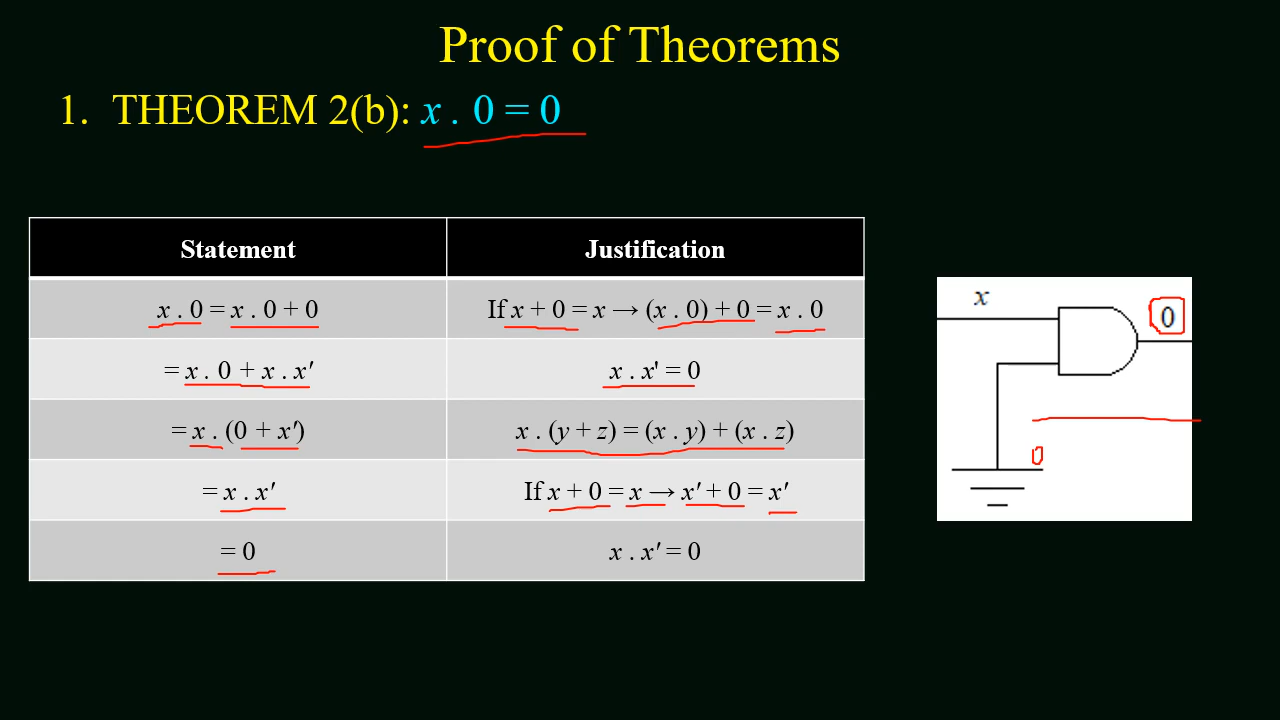 Proof of Theorems
1. THEOREM 2(b): x . 0 = 0
Statement Justification
x . 0 = x . 0 + 0 If x + 0 = x → (x . 0) + 0 = x . 0
= x . 0 + x . x′ x . x' = 0
= x . (0 + x′) x . (y + z) = (x . y) + (x . z)
= x . x′ If x + 0 = x → x′ + 0 = x′
= 0 x . x′ = 0
x
0
0